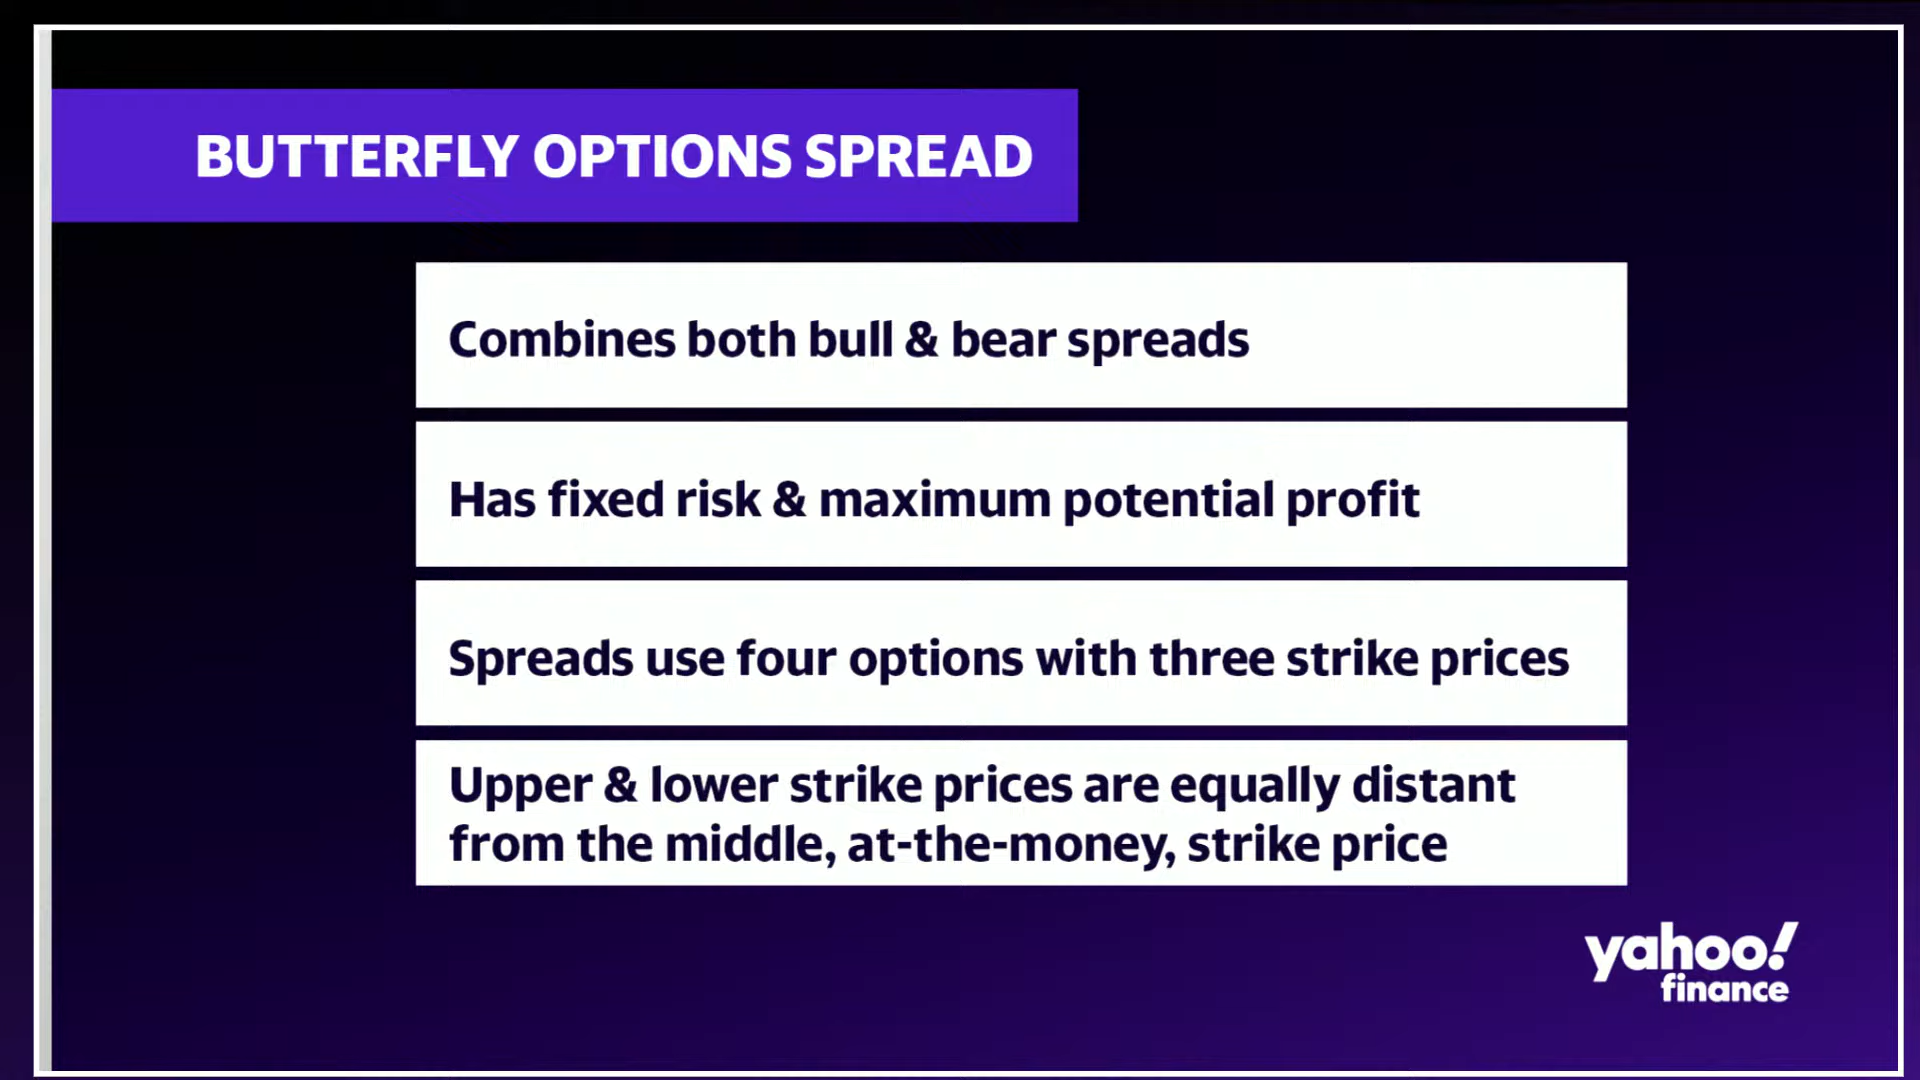 BUTTERFLY OPTIONS SPREAD
Combines both bull & bear spreads
Has fixed risk & maximum potential profit
Spreads use four options with three strike prices
Upper & lower strike prices are equally distant
from the middle, at-the-money, strike price
yahoo!
finance